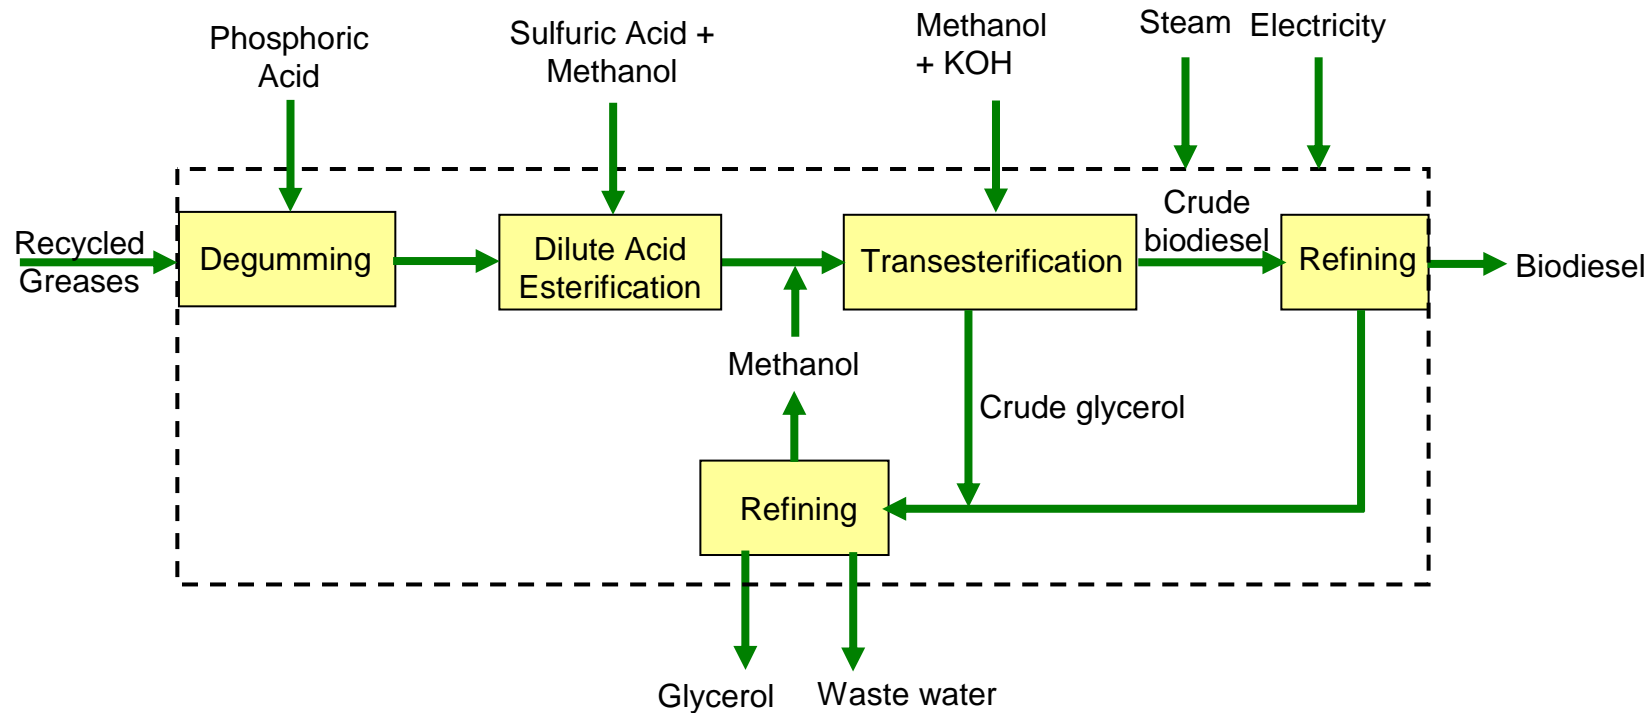 Phosphoric
Acid
Sulfuric Acid +
Methanol
Methanol
+ KOH
Steam
Electricity
Recycled
Greases
Degumming
Dilute Acid
Esterification
Transesterification
Crude
biodiesel
Refining
Biodiesel
Methanol
Crude glycerol
Refining
Glycerol
Waste water